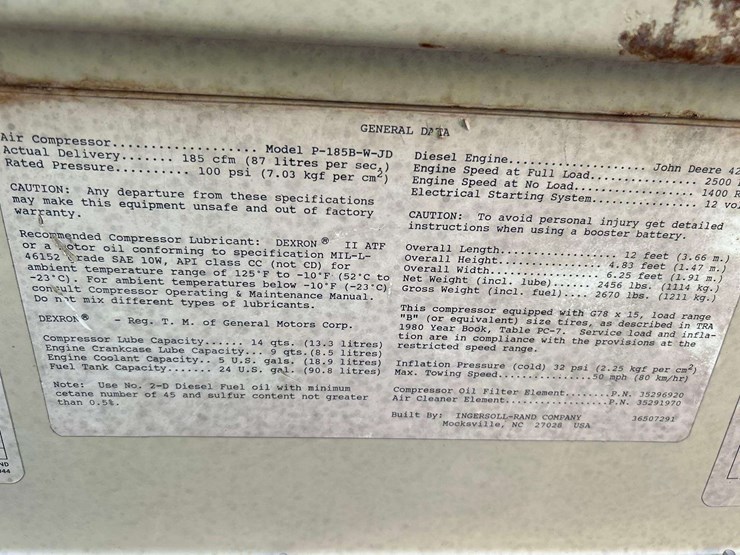 GENERAL DATA
Air Compressor................. Model P-185B-W-JD
Actual Delivery....... 185 cfm (87 litres per sec.)
Rated Pressure.......... 100 psi (7.03 kgf per cm²)
CAUTION: Any departure from these specifications
may make this equipment unsafe and out of factory
warranty.
Recommended Compressor Lubricant: DEXRON® II ATF
or a motor oil conforming to specification MIL-L-
46152 grade SAE 10W, API class CC (not CD) for
ambient temperature range of 125°F to -10°F (52°C to
-23°C). For ambient temperatures below -10°F (-23°C)
consult Compressor Operating & Maintenance Manual.
Do not mix different types of lubricants.
DEXRON® - Reg. T. M. of General Motors Corp.
Compressor Lube Capacity...... 14 qts. (13.3 litres)
Engine Crankcase Lube Capacity... 9 qts.(8.5 litres)
Engine Coolant Capacity.. 5 U.S. gals. (18.9 litres)
Fuel Tank Capacity....... 24 U.S. gal. (90.8 litres)
Note: Use No. 2-D Diesel Fuel oil with minimum
cetane number of 45 and sulfur content not greater
than 0.5%.
Diesel Engine.................... John Deere
Engine Speed at Full Load................ 2500
Engine Speed at No Load.................. 1400
Electrical Starting System................ 12
CAUTION: To avoid personal injury get detailed
instructions when using a booster battery.
Overall Length.................. 12 feet (3.66 m.)
Overall Height................ 4.83 feet (1.47 m.)
Overall Width................. 6.25 feet (1.91 m.)
Net Weight (incl. lube)....... 2456 lbs. (1114 kg.)
Gross Weight (incl. fuel).... 2670 lbs. (1211 kg.)
This compressor equipped with G78 x 15, load range
"B" (or equivalent) size tires, as described in TRA
1980 Year Book, Table PC-7. Service load and infla-
tion are in compliance with the provisions at the
restricted speed range.
Inflation Pressure (cold) 32 psi (2.25 kgf per cm²)
Max. Towing Speed................50 mph (80 km/hr)
Compressor Oil Filter Element........P.N. 35296920
Air Cleaner Element..................P.N. 35291970
Built By: INGERSOLL-RAND COMPANY 36507291
Mocksville, NC 27028 USA